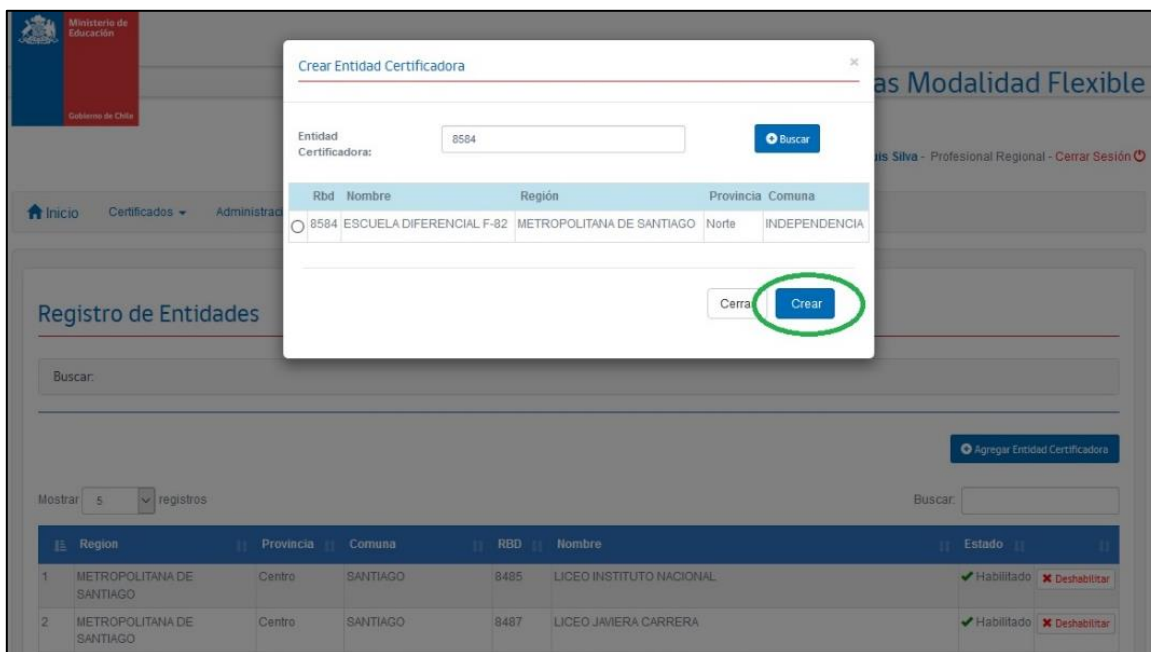 Ministerio de
Educación
Gobierno de Chile
as Modalidad Flexible
Silva - Profesional Regional - Cerrar Sesión
Inicio Certificados Administraci
Crear Entidad Certificadora ×
Entidad
Certificadora:
8584
Buscar
Rbd Nombre Región Provincia Comuna
8584 ESCUELA DIFERENCIAL F-82 METROPOLITANA DE SANTIAGO Norte INDEPENDENCIA
Cerra Crear
Registro de Entidades
Buscar:
Agregar Entidad Certificadora
Mostrar 5 registros Buscar:
Region Provincia Comuna RBD Nombre Estado
1 METROPOLITANA DE Centro SANTIAGO 8485 LICEO INSTITUTO NACIONAL Habilitado Deshabilitar
SANTIAGO
2 METROPOLITANA DE Centro SANTIAGO 8487 LICEO JAVIERA CARRERA Habilitado Deshabilitar
SANTIAGO